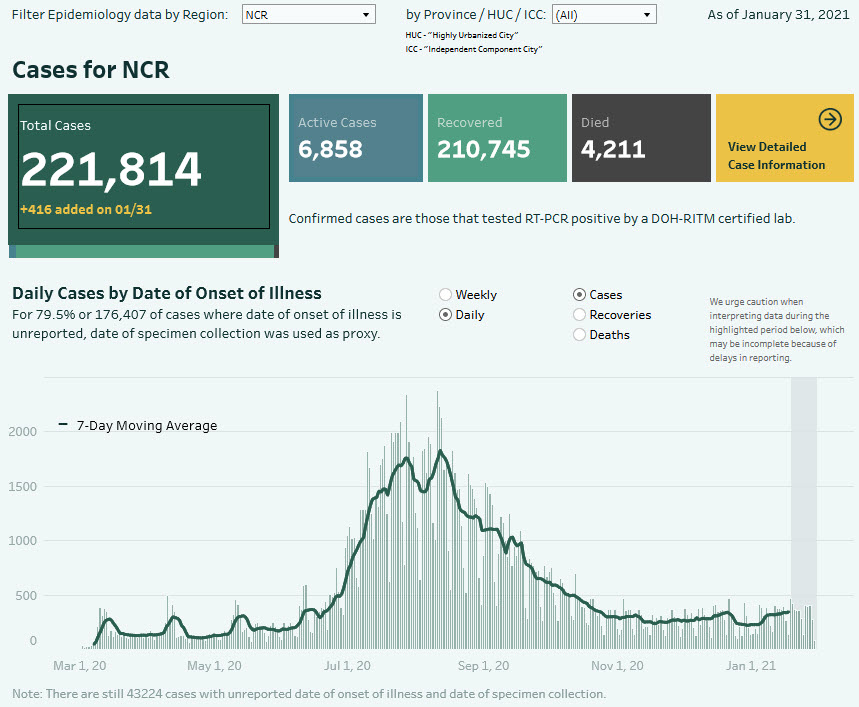 Filter Epidemiology data by Region: NCR by Province / HUC / ICC: (All) As of January 31, 2021
HUC - "Highly Urbanized City"
ICC - "Independent Component City"
Cases for NCR
Total Cases
221,814
+416 added on 01/31
Active Cases
6,858
Recovered
210,745
Died
4,211
View Detailed
Case Information
Confirmed cases are those that tested RT-PCR positive by a DOH-RITM certified lab.
Daily Cases by Date of Onset of Illness
For 79.5% or 176,407 of cases where date of onset of illness is
unreported, date of specimen collection was used as proxy.
Weekly
Daily
Cases
Recoveries
Deaths
We urge caution when
interpreting data during the
highlighted period below, which
may be incomplete because of
delays in reporting.
7-Day Moving Average
2000
1500
1000
500
0
Mar 1, 20 May 1, 20 Jul 1, 20 Sep 1, 20 Nov 1, 20 Jan 1, 21
Note: There are still 43224 cases with unreported date of onset of illness and date of specimen collection.